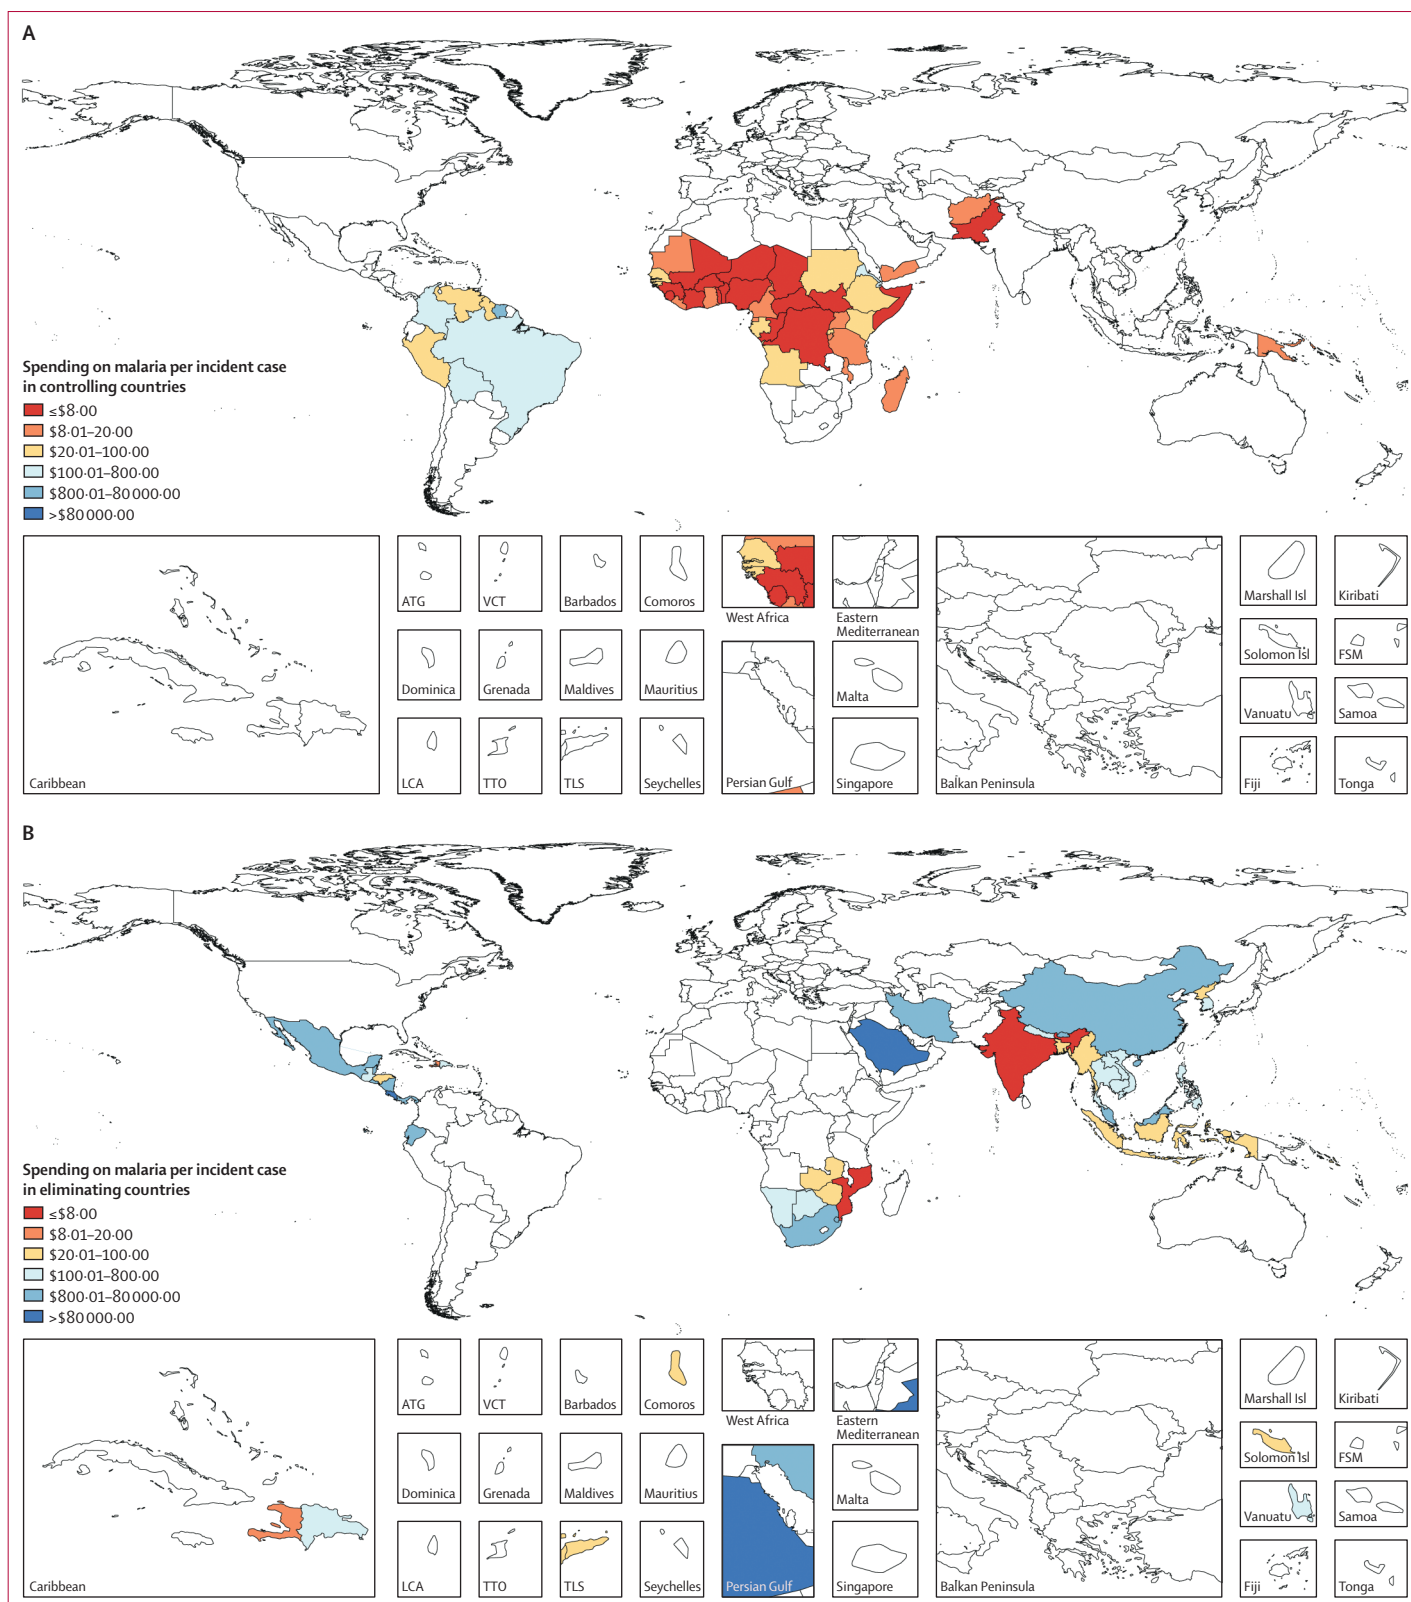 A
Spending on malaria per incident case
in controlling countries
≤$8·00
$8·01–20·00
$20·01–100·00
$100·01–800·00
$800·01–80 000·00
>$80 000·00
Caribbean
ATG
VCT
Barbados
Comoros
West Africa
Eastern
Mediterranean
Dominica
Grenada
Maldives
Mauritius
Malta
LCA
TTO
TLS
Seychelles
Persian Gulf
Singapore
Balkan Peninsula
Marshall Isl
Kiribati
Solomon Isl
FSM
Vanuatu
Samoa
Fiji
Tonga
B
Spending on malaria per incident case
in eliminating countries
≤$8·00
$8·01–20·00
$20·01–100·00
$100·01–800·00
$800·01–80 000·00
>$80 000·00
Caribbean
ATG
VCT
Barbados
Comoros
West Africa
Eastern
Mediterranean
Dominica
Grenada
Maldives
Mauritius
Malta
LCA
TTO
TLS
Seychelles
Persian Gulf
Singapore
Balkan Peninsula
Marshall Isl
Kiribati
Solomon Isl
FSM
Vanuatu
Samoa
Fiji
Tonga